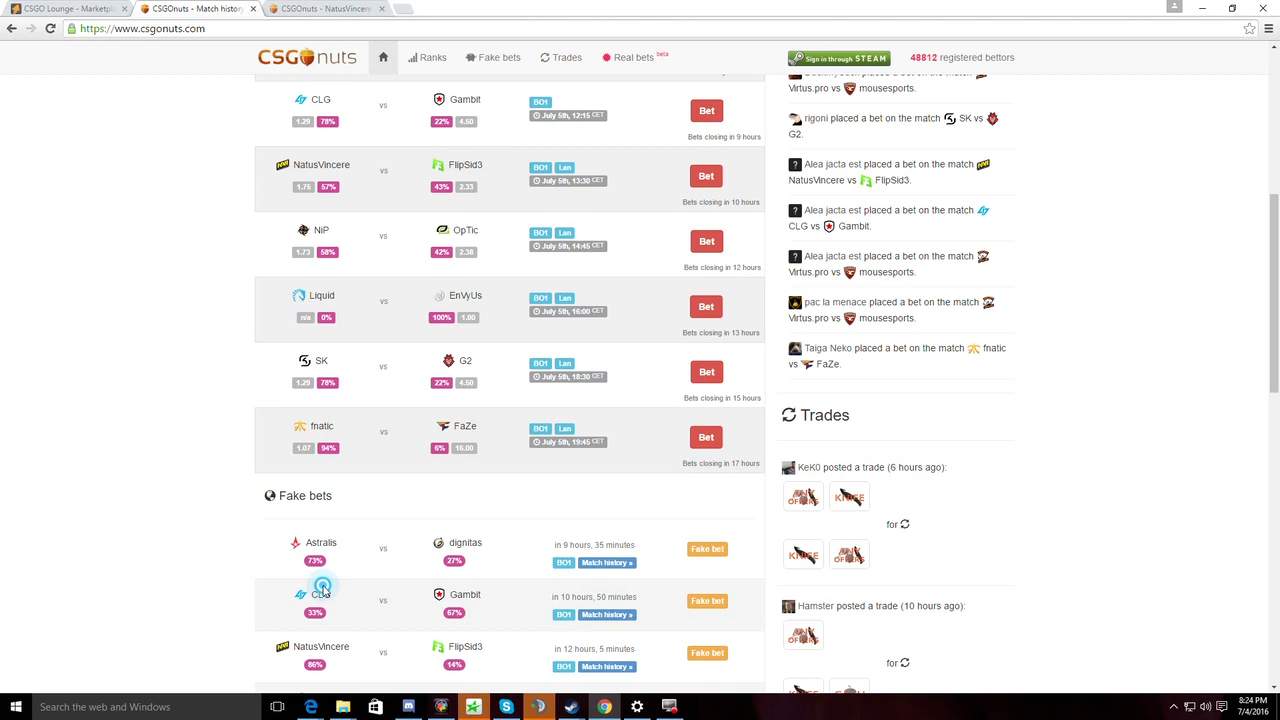 CSGO Lounge - Marketpla
CSGOnuts - Match histor
CSGOnuts - NatusVincere
https://www.csgonuts.com
CSGOnuts
Ranks
Fake bets
Trades
Real bets beta
Sign in through STEAM
48812 registered bettors
CLG
1.29 78%
vs
Gambit
22% 4.50
BO1
July 5th, 12:15 CET
Bet
Bets closing in 9 hours
NatusVincere
1.75 57%
vs
FlipSid3
43% 2.33
BO1 Lan
July 5th, 13:30 CET
Bet
Bets closing in 10 hours
NiP
1.73 58%
vs
OpTic
42% 2.38
BO1 Lan
July 5th, 14:45 CET
Bet
Bets closing in 12 hours
Liquid
n/a 0%
vs
EnVyUs
100% 1.00
BO1 Lan
July 5th, 16:00 CET
Bet
Bets closing in 13 hours
SK
1.29 78%
vs
G2
22% 4.50
BO1 Lan
July 5th, 18:30 CET
Bet
Bets closing in 15 hours
fnatic
1.07 94%
vs
FaZe
6% 16.00
BO1 Lan
July 5th, 19:45 CET
Bet
Bets closing in 17 hours
Fake bets
Astralis
73%
vs
dignitas
27%
in 9 hours, 35 minutes
BO1 Match history »
Fake bet
33%
vs
Gambit
67%
in 10 hours, 50 minutes
BO1 Match history »
Fake bet
NatusVincere
86%
vs
FlipSid3
14%
in 12 hours, 5 minutes
BO1 Match history »
Fake bet
Virtus.pro vs mousesports.
rigoni placed a bet on the match SK vs
G2.
Alea jacta est placed a bet on the match
NatusVincere vs FlipSid3.
Alea jacta est placed a bet on the match
CLG vs Gambit.
Alea jacta est placed a bet on the match
Virtus.pro vs mousesports.
pac la menace placed a bet on the match
Virtus.pro vs mousesports.
Taiga Neko placed a bet on the match fnatic
vs FaZe.
Trades
KeK0 posted a trade (6 hours ago):
ANY OFFERS KNIFE
for
KNIFE ANY OFFERS
Hamster posted a trade (10 hours ago):
ANY OFFERS
for
Search the web and Windows
8:24 PM
7/4/2016